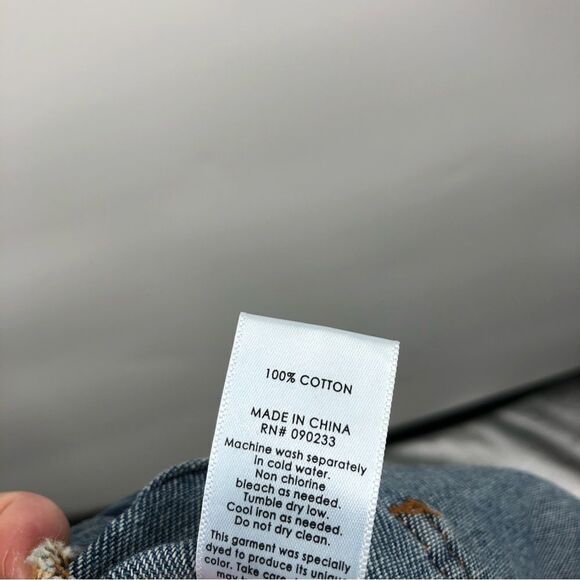 100% COTTON
MADE IN CHINA
RN# 090233
Machine wash separately
in cold water.
Non chlorine
bleach as needed.
Tumble dry low.
Cool iron as needed.
Do not dry clean.
This garment was specially
dyed to produce its unique
color. Take care
may